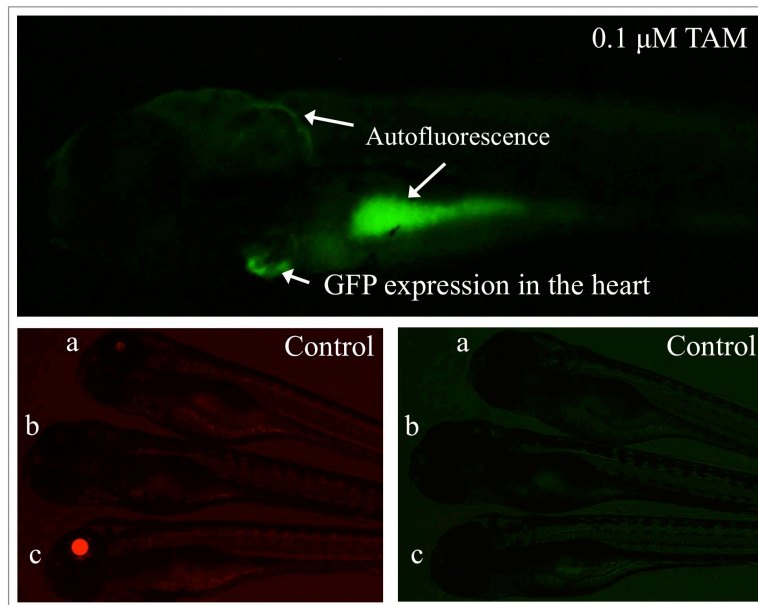 0.1 μM TAM
Autofluorescence
GFP expression in the heart
a
Control
b
c
a
Control
b
c